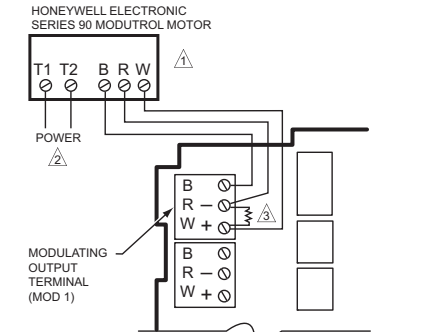 HONEYWELL ELECTRONIC
SERIES 90 MODUTROL MOTOR
T1 T2 B R W
1
POWER
2
B
R −
W +
3
MODULATING
OUTPUT
TERMINAL
(MOD 1)
B
R −
W +